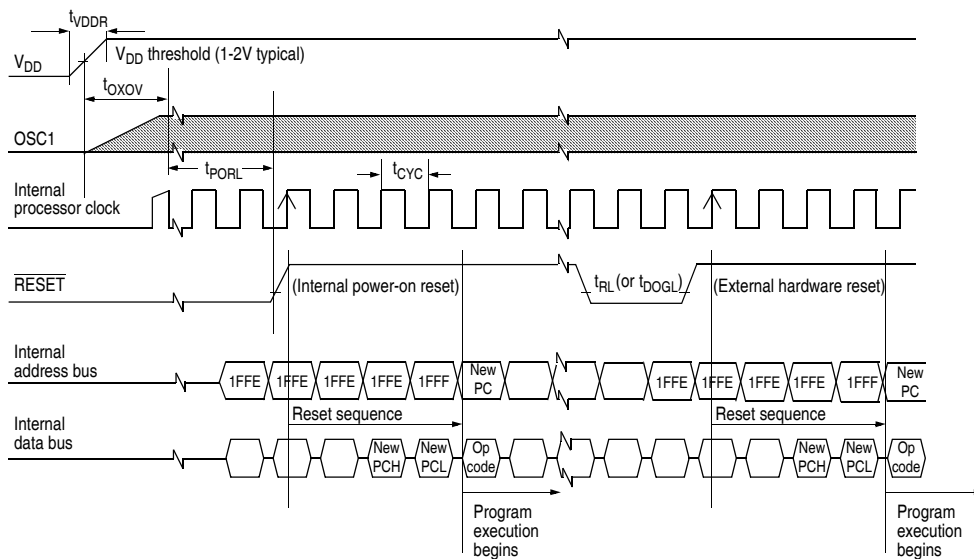 tVDDR
VDD
VDD threshold (1-2V typical)
tOXOV
OSC1
tPORL
tCYC
Internal
processor clock
RESET
(Internal power-on reset)
tRL (or tDOGL)
(External hardware reset)
Internal
address bus
1FFE 1FFE 1FFE 1FFE 1FFF New PC 1FFE 1FFE 1FFE 1FFE 1FFF New PC
Reset sequence
Reset sequence
Internal
data bus
New PCH New PCL Op code New PCH New PCL Op code
Program
execution
begins
Program
execution
begins